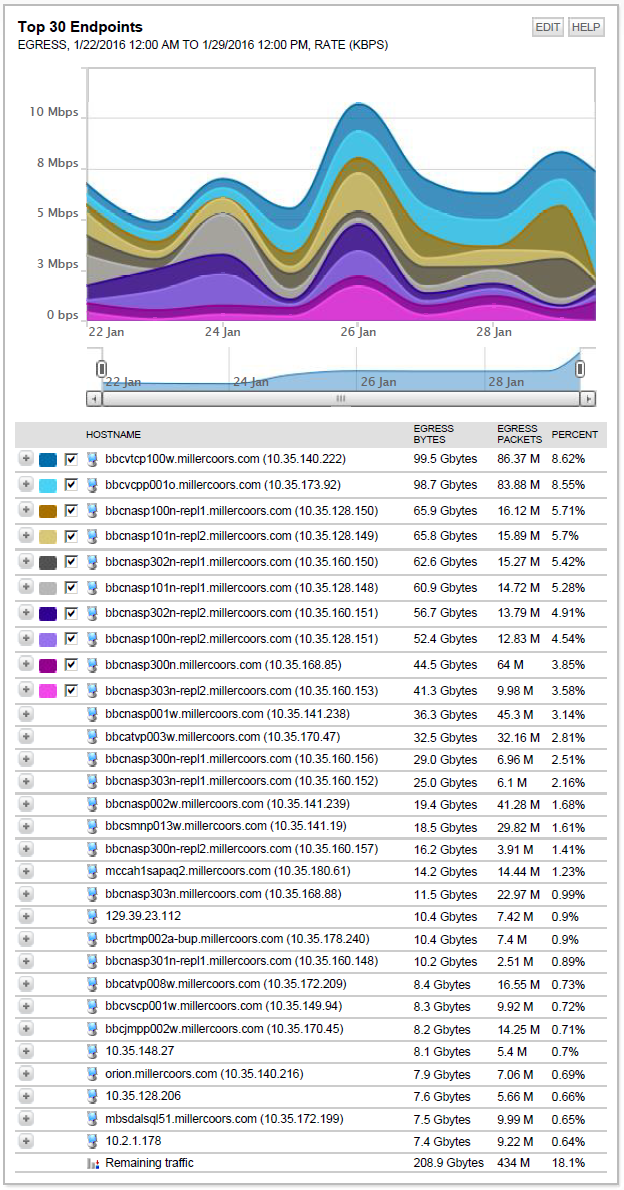 Top 30 Endpoints
EDIT HELP
EGRESS, 1/22/2016 12:00 AM TO 1/29/2016 12:00 PM, RATE (KBPS)
10 Mbps
8 Mbps
5 Mbps
3 Mbps
0 bps
22 Jan 24 Jan 26 Jan 28 Jan
22 Jan 24 Jan 26 Jan 28 Jan
HOSTNAME EGRESS BYTES EGRESS PACKETS PERCENT
bbcvtcp100w.millercoors.com (10.35.140.222) 99.5 Gbytes 86.37 M 8.62%
bbcvcpp001o.millercoors.com (10.35.173.92) 98.7 Gbytes 83.88 M 8.55%
bbcnasp100n-repl1.millercoors.com (10.35.128.150) 65.9 Gbytes 16.12 M 5.71%
bbcnasp101n-repl2.millercoors.com (10.35.128.149) 65.8 Gbytes 15.89 M 5.7%
bbcnasp302n-repl1.millercoors.com (10.35.160.150) 62.6 Gbytes 15.27 M 5.42%
bbcnasp101n-repl1.millercoors.com (10.35.128.148) 60.9 Gbytes 14.72 M 5.28%
bbcnasp302n-repl2.millercoors.com (10.35.160.151) 56.7 Gbytes 13.79 M 4.91%
bbcnasp100n-repl2.millercoors.com (10.35.128.151) 52.4 Gbytes 12.83 M 4.54%
bbcnasp300n.millercoors.com (10.35.168.85) 44.5 Gbytes 64 M 3.85%
bbcnasp303n-repl2.millercoors.com (10.35.160.153) 41.3 Gbytes 9.98 M 3.58%
bbcnasp001w.millercoors.com (10.35.141.238) 36.3 Gbytes 45.3 M 3.14%
bbcatvp003w.millercoors.com (10.35.170.47) 32.5 Gbytes 32.16 M 2.81%
bbcnasp300n-repl1.millercoors.com (10.35.160.156) 29.0 Gbytes 6.96 M 2.51%
bbcnasp303n-repl1.millercoors.com (10.35.160.152) 25.0 Gbytes 6.1 M 2.16%
bbcnasp002w.millercoors.com (10.35.141.239) 19.4 Gbytes 41.28 M 1.68%
bbcsmnp013w.millercoors.com (10.35.141.19) 18.5 Gbytes 29.82 M 1.61%
bbcnasp300n-repl2.millercoors.com (10.35.160.157) 16.2 Gbytes 3.91 M 1.41%
mccah1sapaq2.millercoors.com (10.35.180.61) 14.2 Gbytes 14.44 M 1.23%
bbcnasp303n.millercoors.com (10.35.168.88) 11.5 Gbytes 22.97 M 0.99%
129.39.23.112 10.4 Gbytes 7.42 M 0.9%
bbcrtmp002a-bup.millercoors.com (10.35.178.240) 10.4 Gbytes 7.4 M 0.9%
bbcnasp301n-repl1.millercoors.com (10.35.160.148) 10.2 Gbytes 2.51 M 0.89%
bbcatvp008w.millercoors.com (10.35.172.209) 8.4 Gbytes 16.55 M 0.73%
bbcvscp001w.millercoors.com (10.35.149.94) 8.3 Gbytes 9.92 M 0.72%
bbcjmpp002w.millercoors.com (10.35.170.45) 8.2 Gbytes 14.25 M 0.71%
10.35.148.27 8.1 Gbytes 5.4 M 0.7%
orion.millercoors.com (10.35.140.216) 7.9 Gbytes 7.06 M 0.69%
10.35.128.206 7.6 Gbytes 5.66 M 0.66%
mbsdalsql51.millercoors.com (10.35.172.199) 7.5 Gbytes 9.99 M 0.65%
10.2.1.178 7.4 Gbytes 9.22 M 0.64%
Remaining traffic 208.9 Gbytes 434 M 18.1%